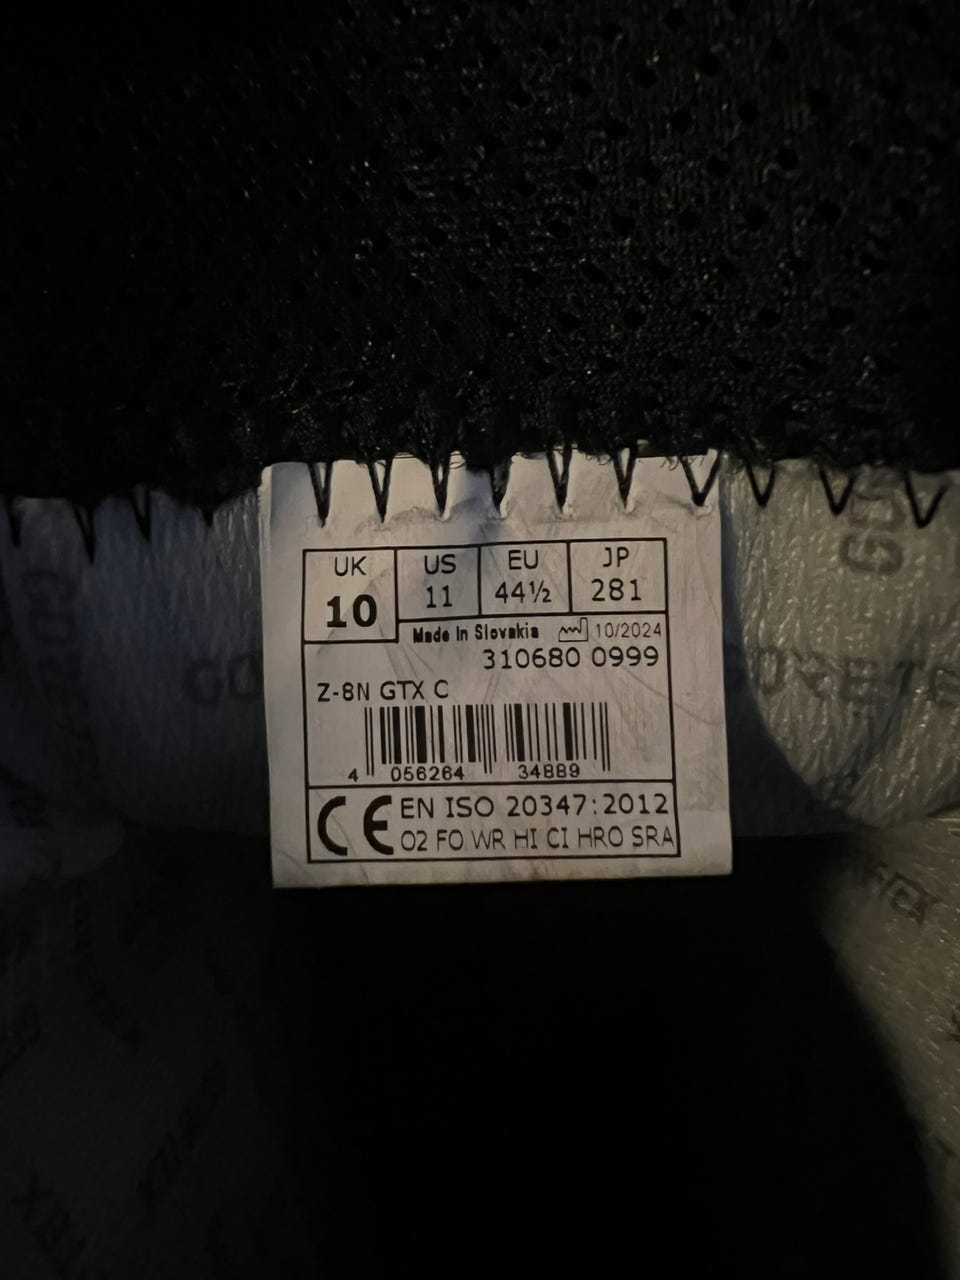 UK US EU JP
10 11 44½ 281
Made In Slovakia 10/2024
310680 0999
Z-8N GTX C
4 056264 34889
CE EN ISO 20347:2012
O2 FO WR HI CI HRO SRA